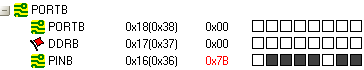 PORTB
PORTB 0x18(0x38) 0x00
DDRB 0x17(0x37) 0x00
PINB 0x16(0x36) 0x7B